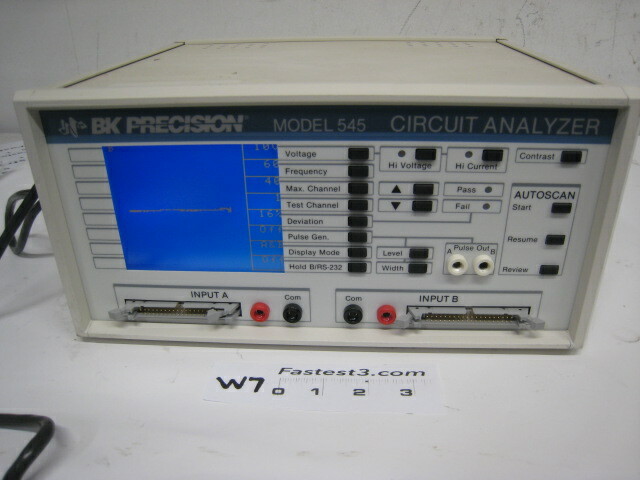 BK PRECISION MODEL 545 CIRCUIT ANALYZER
Voltage
Frequency
Max. Channel
Test Channel
Deviation
Pulse Gen.
Display Mode
Hold B/RS-232
Hi Voltage
Hi Current
Contrast
▲ Pass
▼ Fail
Level
Width
Pulse Out
A B
AUTOSCAN
Start
Resume
Review
INPUT A Com
Com INPUT B
W7 Fastest3.com
0 1 2 3